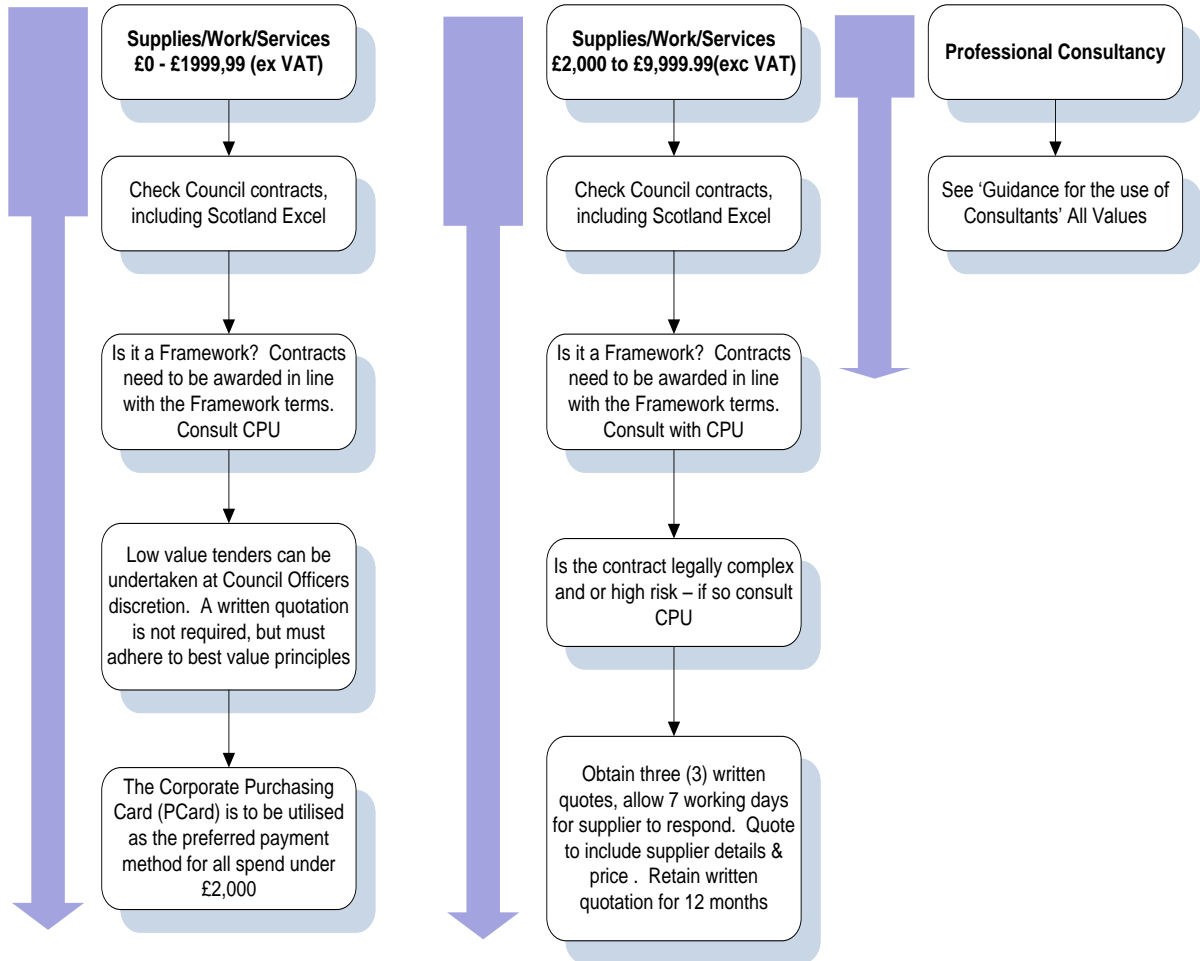 Supplies/Work/Services
£0 - £1999,99 (ex VAT)
Check Council contracts,
including Scotland Excel
Is it a Framework?  Contracts
need to be awarded in line
with the Framework terms.
Consult CPU
Low value tenders can be
undertaken at Council Officers
discretion.  A written quotation
is not required, but must
adhere to best value principles
The Corporate Purchasing
Card (PCard) is to be utilised
as the preferred payment
method for all spend under
£2,000
Supplies/Work/Services
£2,000 to £9,999.99(exc VAT)
Check Council contracts,
including Scotland Excel
Is it a Framework?  Contracts
need to be awarded in line
with the Framework terms.
Consult with CPU
Is the contract legally complex
and or high risk – if so consult
CPU
Obtain three (3) written
quotes, allow 7 working days
for supplier to respond.  Quote
to include supplier details &
price .  Retain written
quotation for 12 months
Professional Consultancy
See ‘Guidance for the use of
Consultants’ All Values